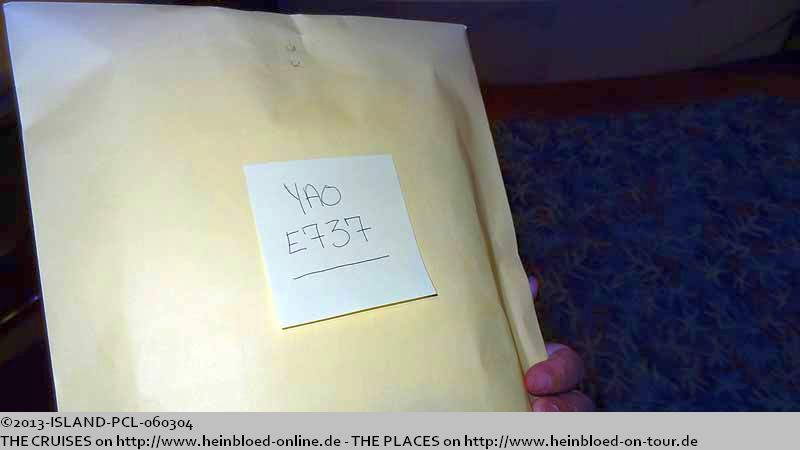 YAO
E737
©2013-ISLAND-PCL-060304
THE CRUISES on http://www.heinbloed-online.de - THE PLACES on http://www.heinbloed-on-tour.de